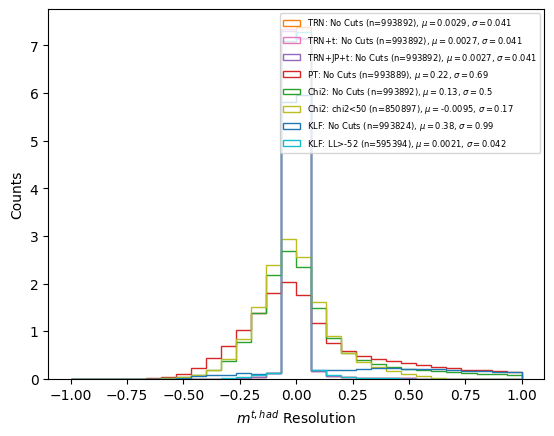 TRN: No Cuts (n=993892), μ = 0.0029, σ = 0.041
TRN+t: No Cuts (n=993892), μ = 0.0027, σ = 0.041
TRN+JP+t: No Cuts (n=993892), μ = 0.0027, σ = 0.041
PT: No Cuts (n=993889), μ = 0.22, σ = 0.69
Chi2: No Cuts (n=993892), μ = 0.13, σ = 0.5
Chi2: chi2<50 (n=850897), μ = -0.0095, σ = 0.17
KLF: No Cuts (n=993824), μ = 0.38, σ = 0.99
KLF: LL>-52 (n=595394), μ = 0.0021, σ = 0.042
7
6
5
4
3
2
1
0
Counts
−1.00 −0.75 −0.50 −0.25 0.00 0.25 0.50 0.75 1.00
m^{t, had} Resolution